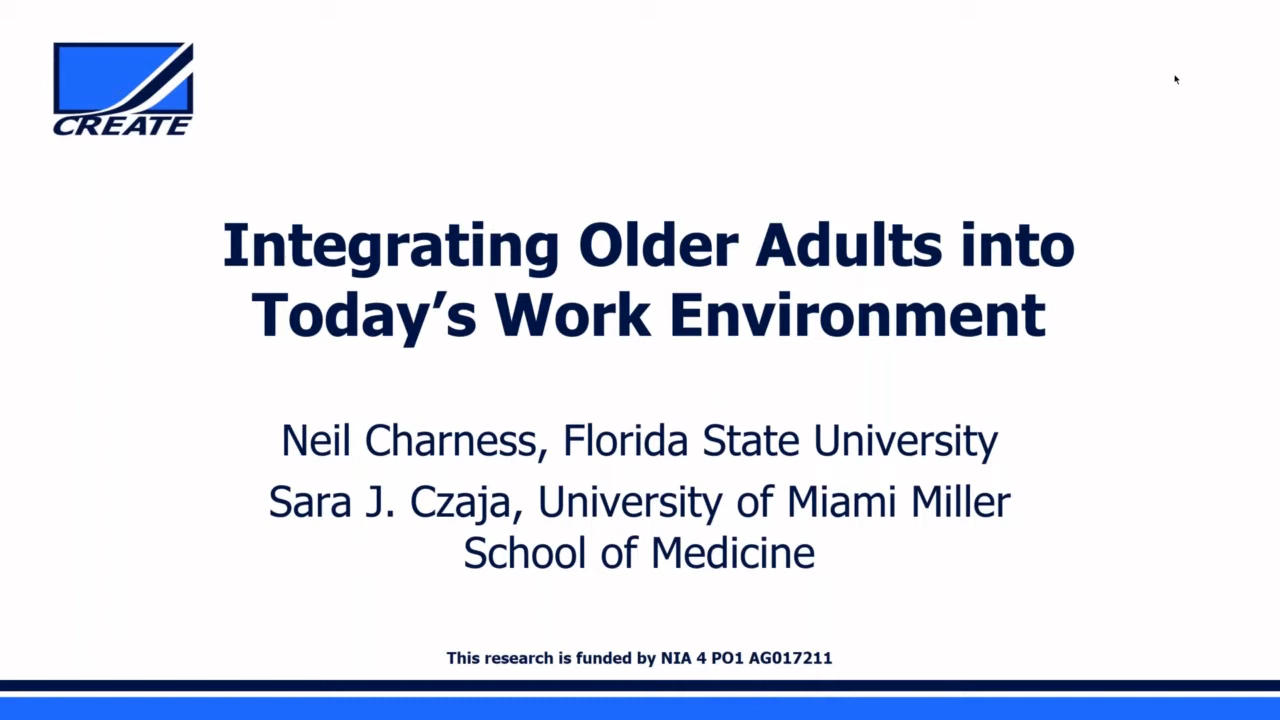 CREATE
Integrating Older Adults into
Today’s Work Environment
Neil Charness, Florida State University
Sara J. Czaja, University of Miami Miller
School of Medicine
This research is funded by NIA 4 PO1 AG017211